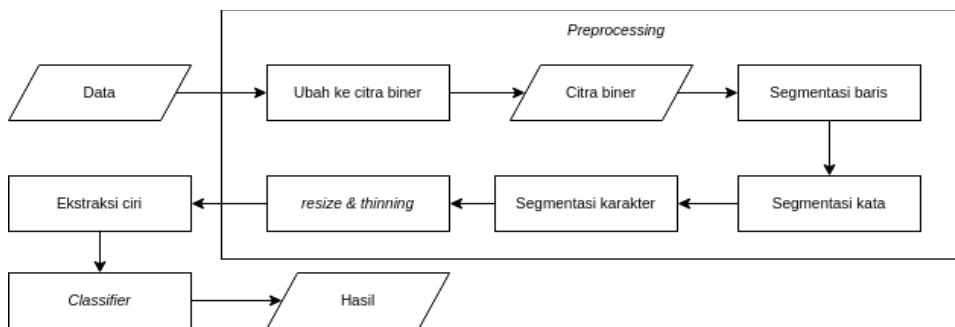 Preprocessing
Data
Ubah ke citra biner
Citra biner
Segmentasi baris
Segmentasi kata
Segmentasi karakter
resize & thinning
Ekstraksi ciri
Classifier
Hasil